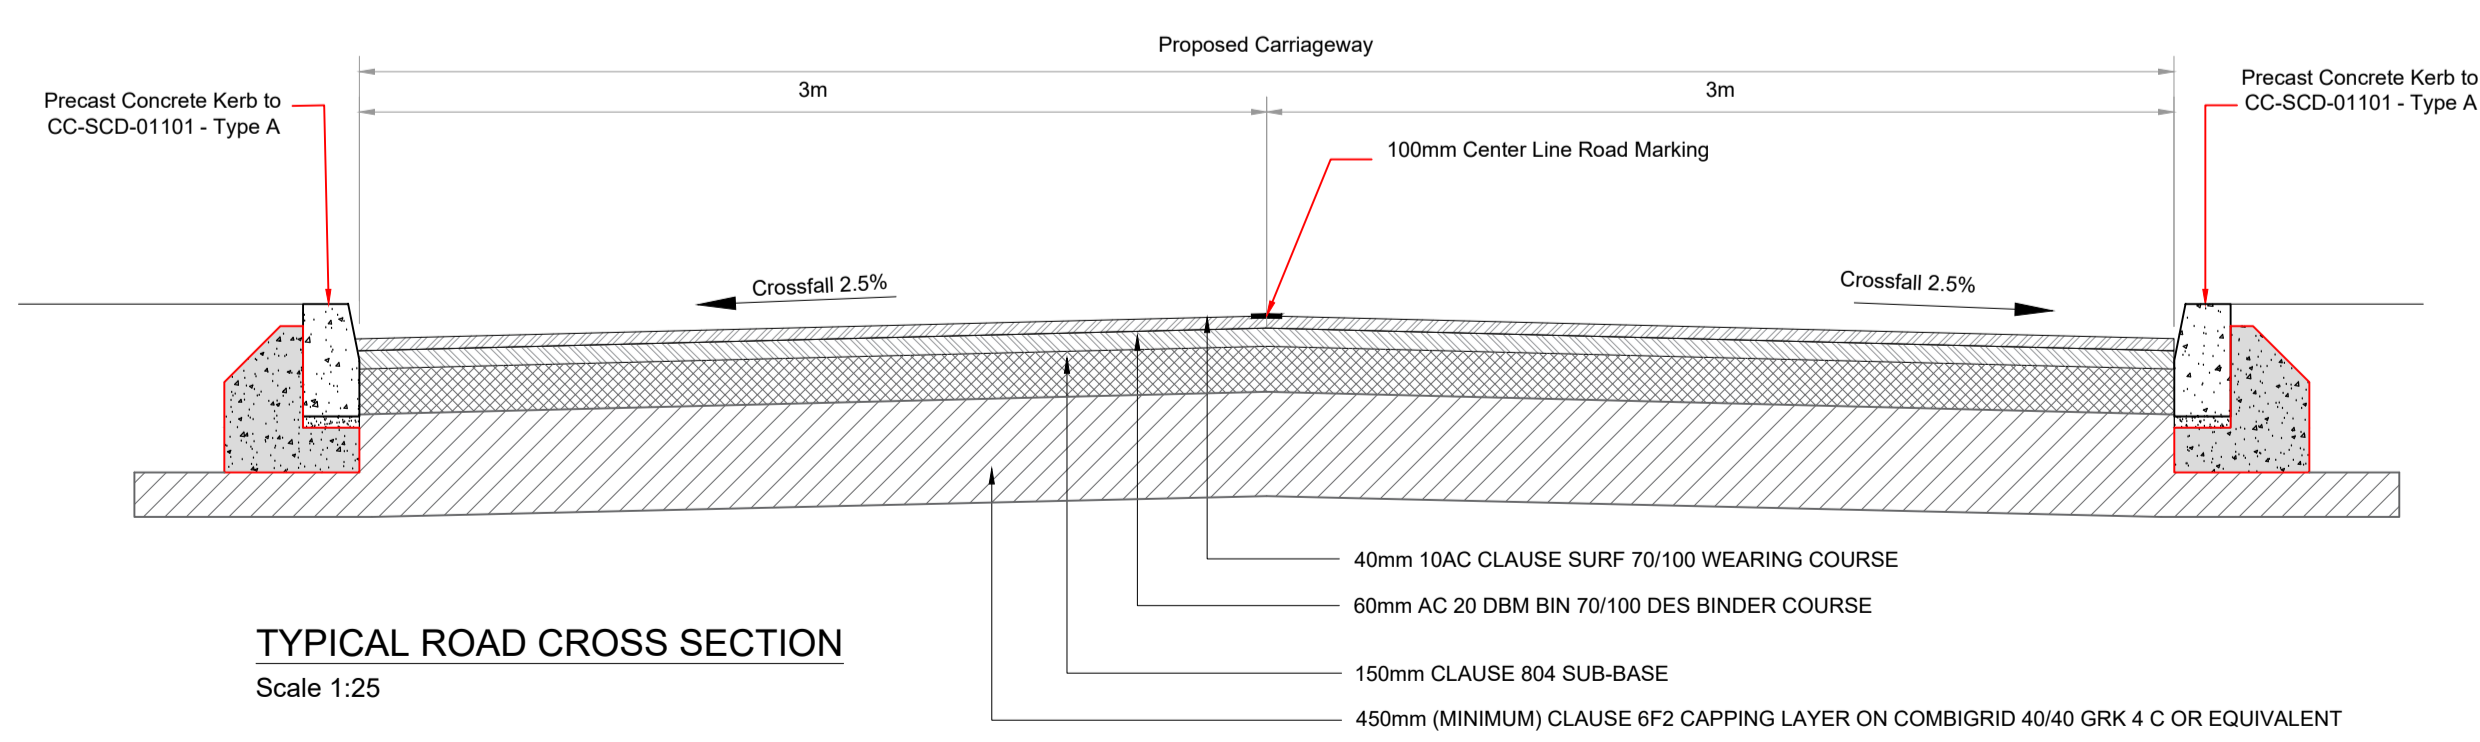 Proposed Carriageway
Precast Concrete Kerb to
CC-SCD-01101 - Type A
3m
3m
Precast Concrete Kerb to
CC-SCD-01101 - Type A
100mm Center Line Road Marking
Crossfall 2.5%
Crossfall 2.5%
40mm 10AC CLAUSE SURF 70/100 WEARING COURSE
60mm AC 20 DBM BIN 70/100 DES BINDER COURSE
150mm CLAUSE 804 SUB-BASE
450mm (MINIMUM) CLAUSE 6F2 CAPPING LAYER ON COMBIGRID 40/40 GRK 4 C OR EQUIVALENT
TYPICAL ROAD CROSS SECTION
Scale 1:25